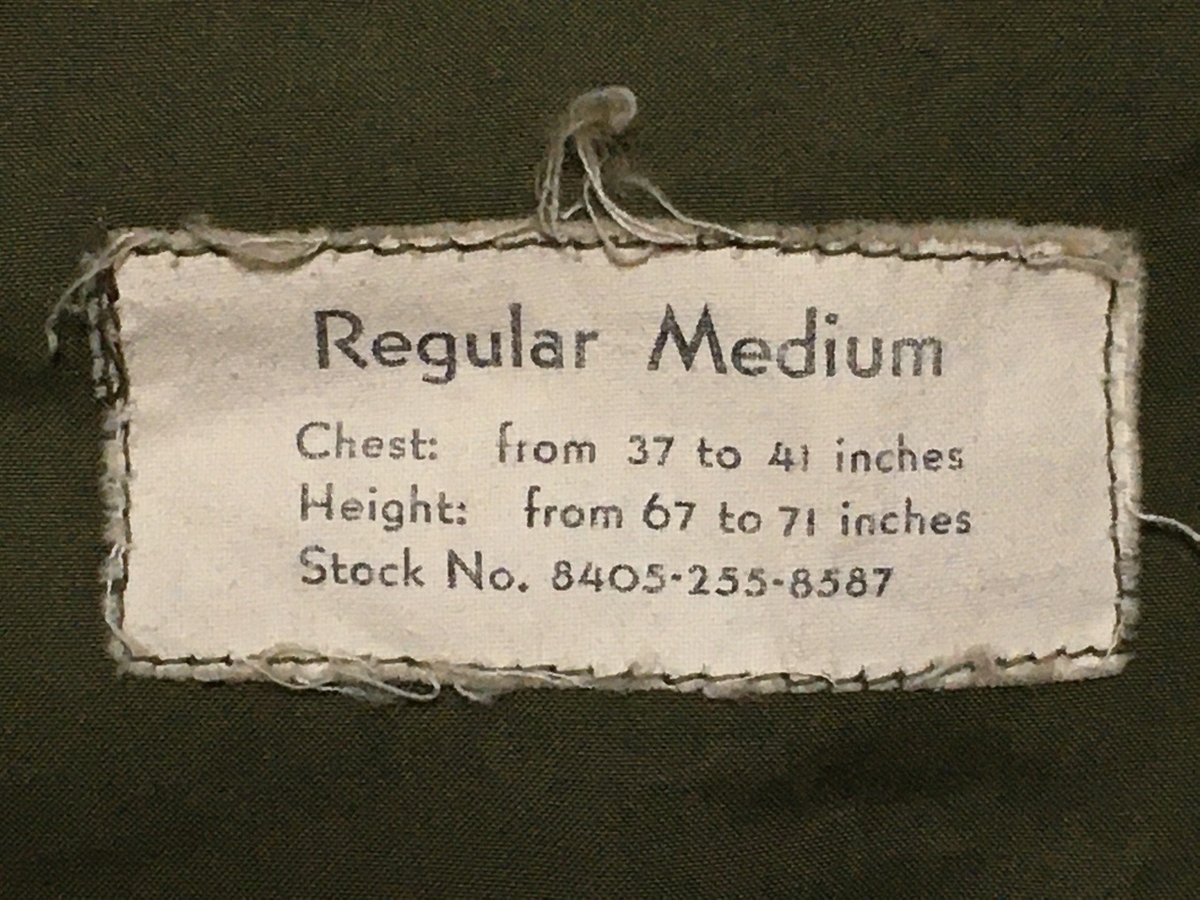 Regular Medium
Chest: from 37 to 41 inches
Height: from 67 to 71 inches
Stock No. 8405-255-8587